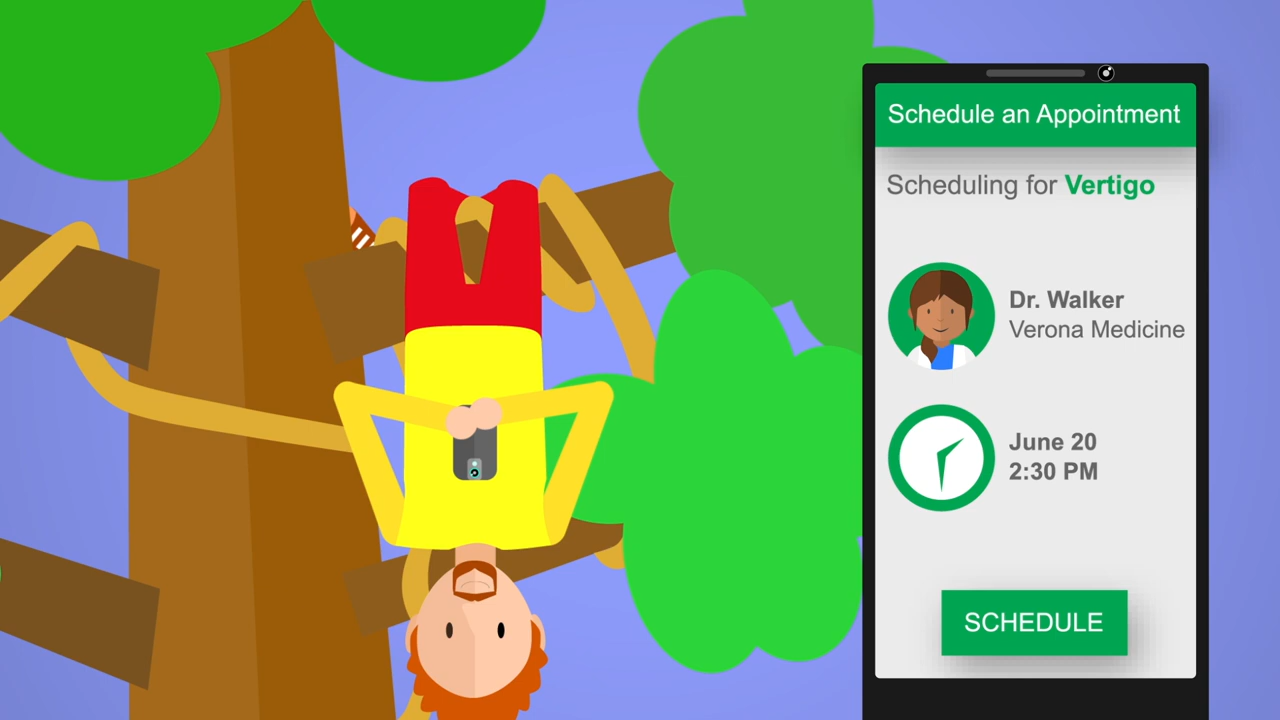 Schedule an Appointment
Scheduling for Vertigo
Dr. Walker
Verona Medicine
June 20
2:30 PM
SCHEDULE